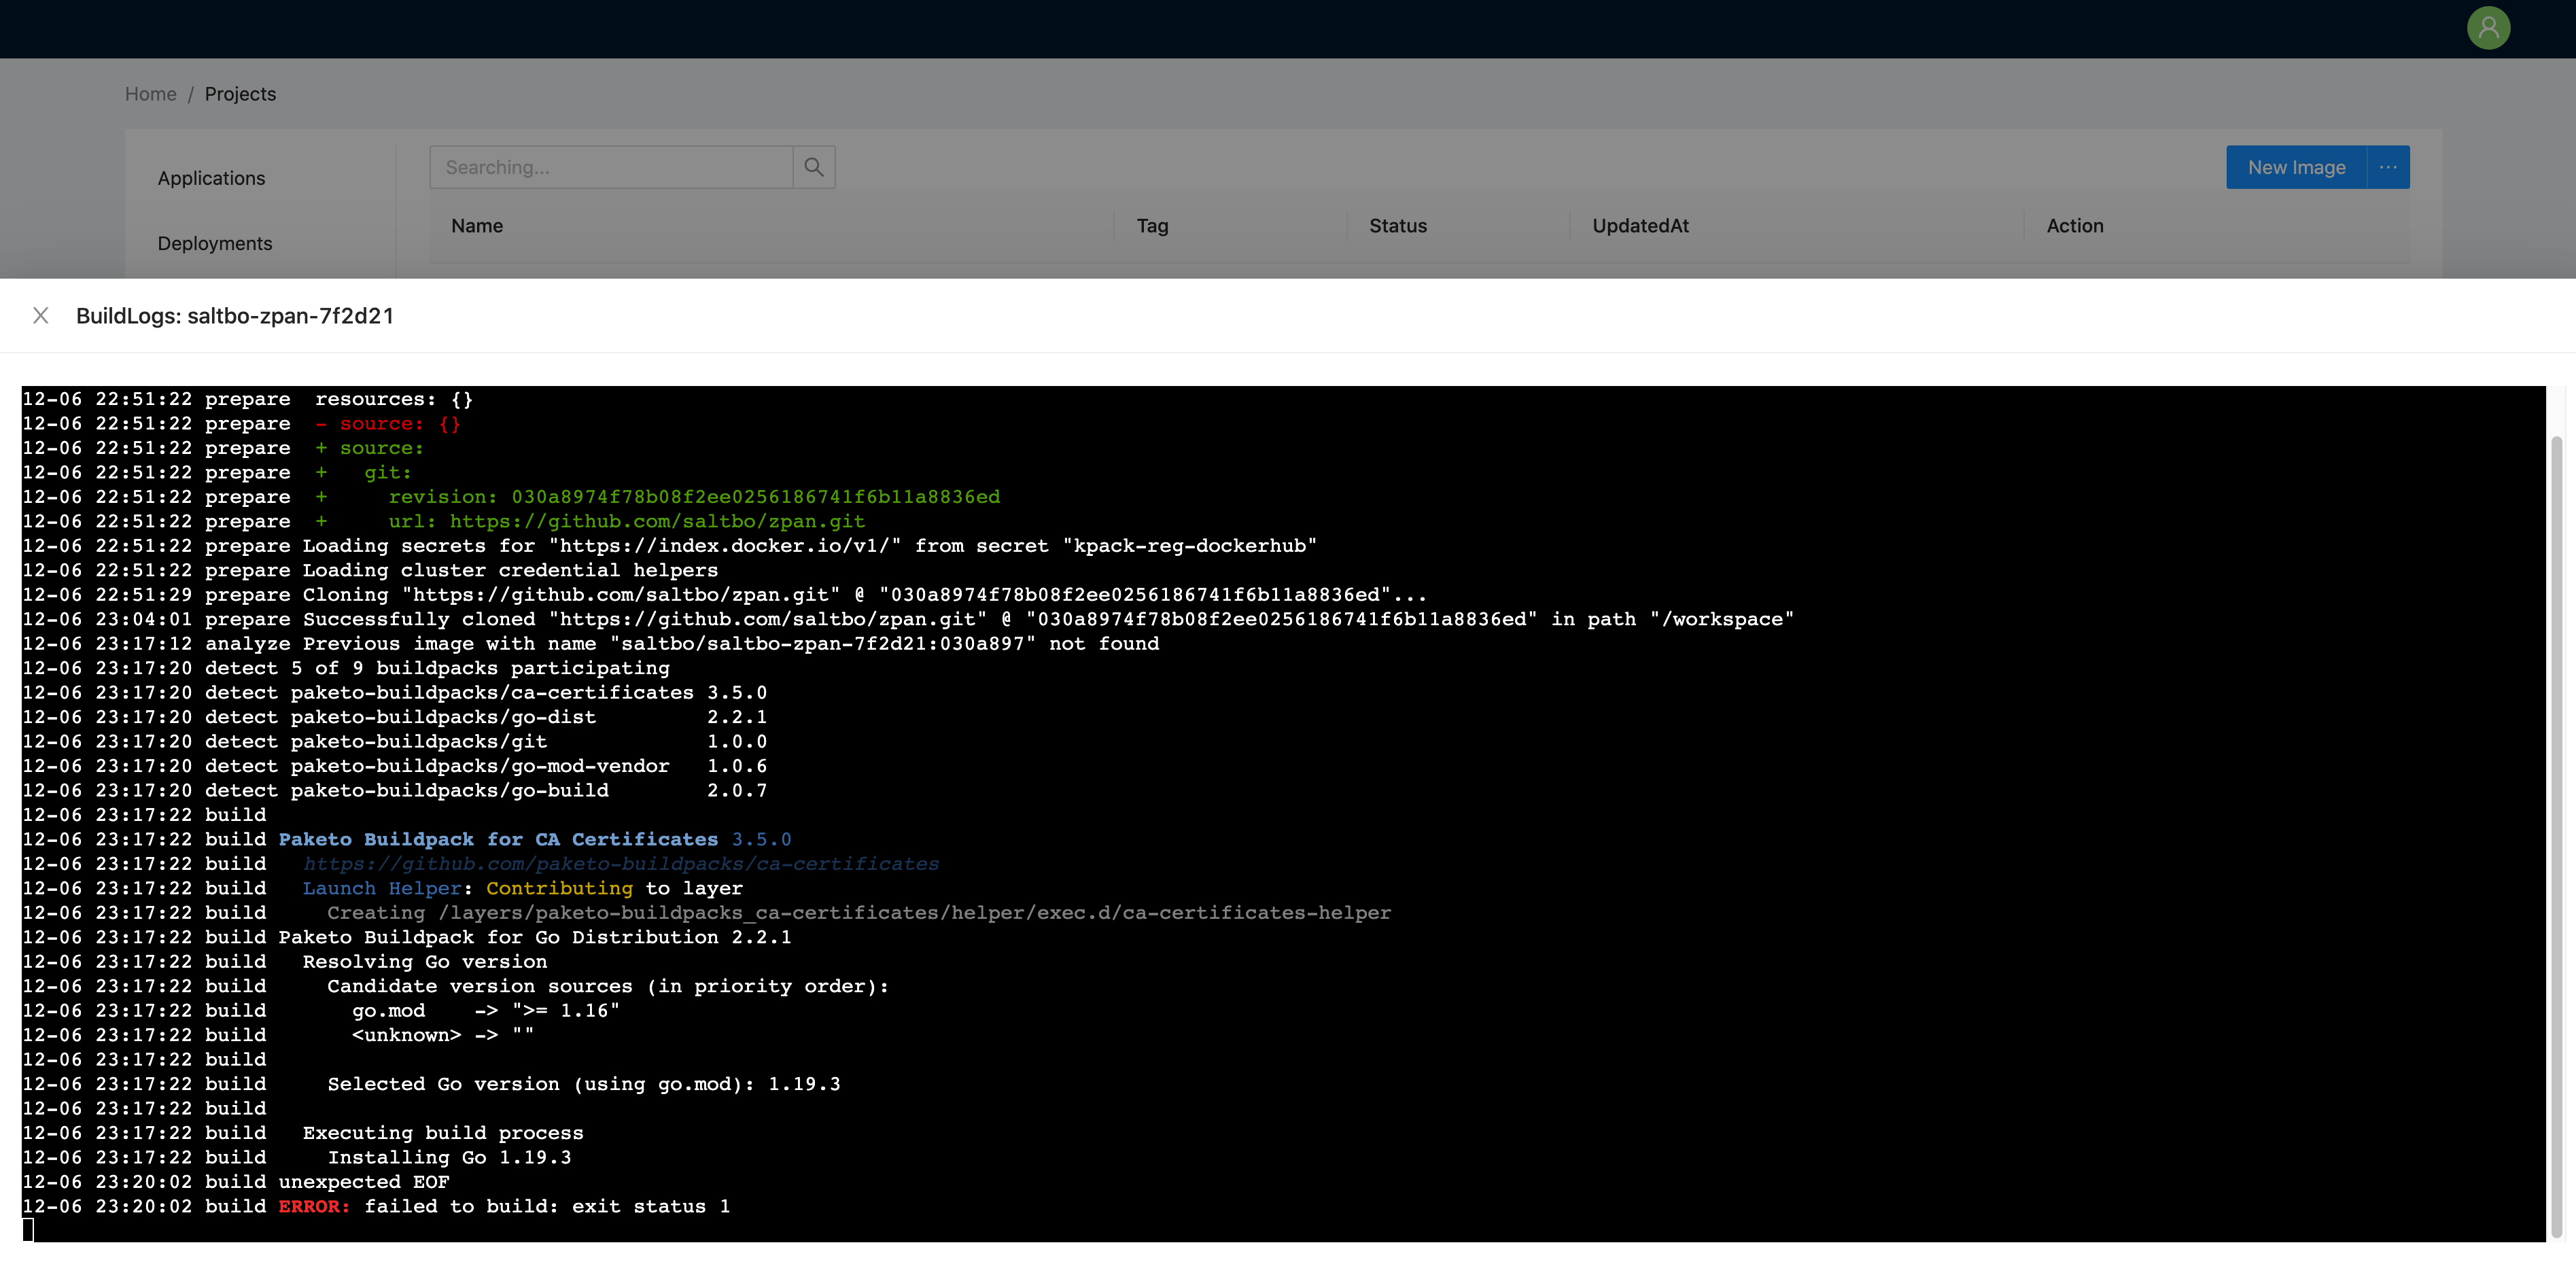 Home / Projects
Applications
Deployments
Searching...
New Image ...
Name Tag Status UpdatedAt Action
BuildLogs: saltbo-zpan-7f2d21
12-06 22:51:22 prepare  resources: {}
12-06 22:51:22 prepare  - source: {}
12-06 22:51:22 prepare  + source:
12-06 22:51:22 prepare  +   git:
12-06 22:51:22 prepare  +     revision: 030a8974f78b08f2ee0256186741f6b11a8836ed
12-06 22:51:22 prepare  +     url: https://github.com/saltbo/zpan.git
12-06 22:51:22 prepare Loading secrets for "https://index.docker.io/v1/" from secret "kpack-reg-dockerhub"
12-06 22:51:22 prepare Loading cluster credential helpers
12-06 22:51:29 prepare Cloning "https://github.com/saltbo/zpan.git" @ "030a8974f78b08f2ee0256186741f6b11a8836ed"...
12-06 23:04:01 prepare Successfully cloned "https://github.com/saltbo/zpan.git" @ "030a8974f78b08f2ee0256186741f6b11a8836ed" in path "/workspace"
12-06 23:17:12 analyze Previous image with name "saltbo/saltbo-zpan-7f2d21:030a897" not found
12-06 23:17:20 detect 5 of 9 buildpacks participating
12-06 23:17:20 detect paketo-buildpacks/ca-certificates 3.5.0
12-06 23:17:20 detect paketo-buildpacks/go-dist         2.2.1
12-06 23:17:20 detect paketo-buildpacks/git             1.0.0
12-06 23:17:20 detect paketo-buildpacks/go-mod-vendor   1.0.6
12-06 23:17:20 detect paketo-buildpacks/go-build        2.0.7
12-06 23:17:22 build
12-06 23:17:22 build Paketo Buildpack for CA Certificates 3.5.0
12-06 23:17:22 build   https://github.com/paketo-buildpacks/ca-certificates
12-06 23:17:22 build   Launch Helper: Contributing to layer
12-06 23:17:22 build     Creating /layers/paketo-buildpacks_ca-certificates/helper/exec.d/ca-certificates-helper
12-06 23:17:22 build Paketo Buildpack for Go Distribution 2.2.1
12-06 23:17:22 build   Resolving Go version
12-06 23:17:22 build     Candidate version sources (in priority order):
12-06 23:17:22 build       go.mod    -> ">= 1.16"
12-06 23:17:22 build       <unknown> -> ""
12-06 23:17:22 build
12-06 23:17:22 build     Selected Go version (using go.mod): 1.19.3
12-06 23:17:22 build
12-06 23:17:22 build   Executing build process
12-06 23:17:22 build     Installing Go 1.19.3
12-06 23:20:02 build unexpected EOF
12-06 23:20:02 build ERROR: failed to build: exit status 1